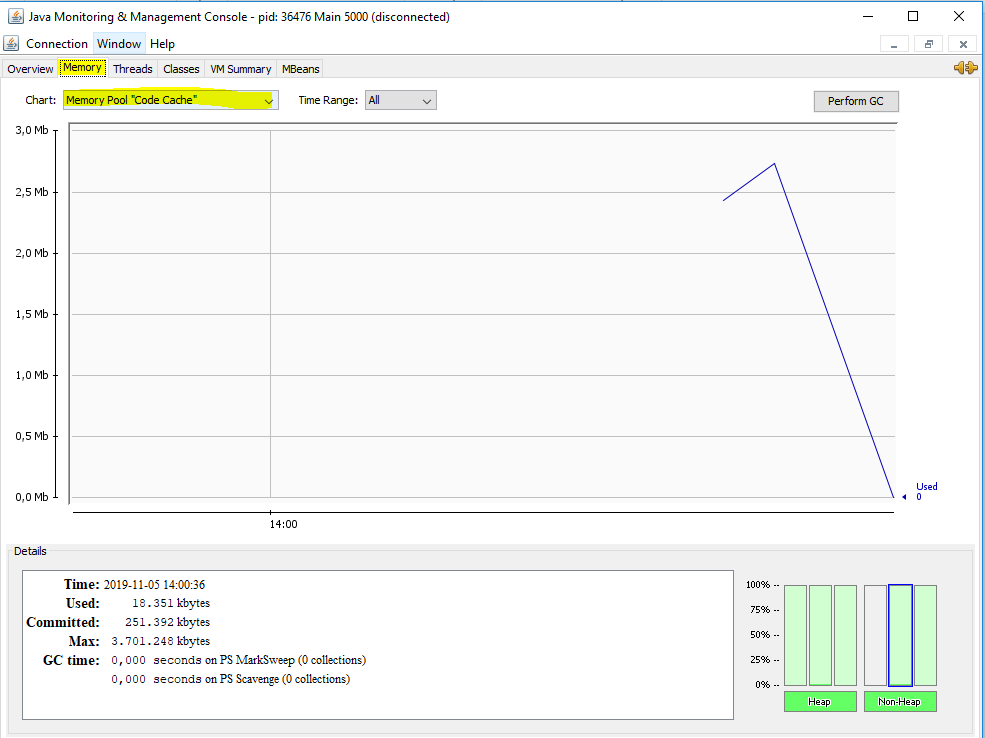 Java Monitoring & Management Console - pid: 36476 Main 5000 (disconnected)
Connection Window Help
Overview Memory Threads Classes VM Summary MBeans
Chart: Memory Pool "Code Cache" Time Range: All Perform GC
3,0 Mb
2,5 Mb
2,0 Mb
1,5 Mb
1,0 Mb
0,5 Mb
0,0 Mb
Used
0
14:00
Details
Time: 2019-11-05 14:00:36
Used: 18.351 kbytes
Committed: 251.392 kbytes
Max: 3.701.248 kbytes
GC time: 0,000 seconds on PS MarkSweep (0 collections)
0,000 seconds on PS Scavenge (0 collections)
100% --
75% --
50% --
25% --
0% --
Heap Non-Heap